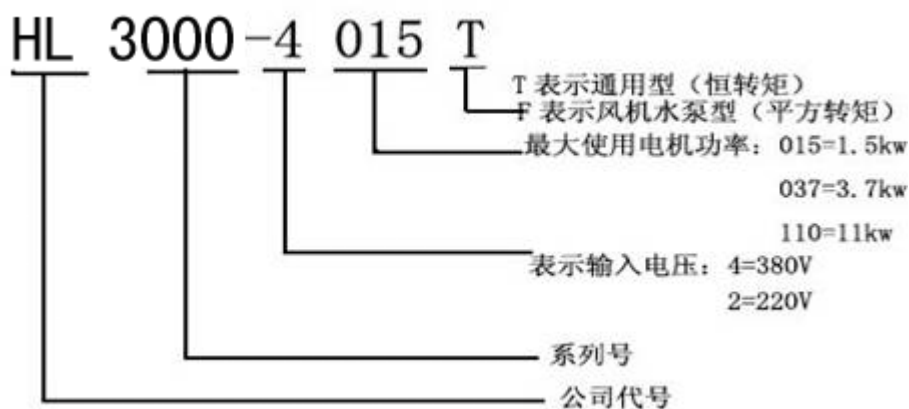 HL 3000-4 015 T
T表示通用型（恒转矩）
F表示风机水泵型（平方转矩）
最大使用电机功率：015=1.5kw
037=3.7kw
110=11kw
表示输入电压：4=380V
2=220V
系列号
公司代号